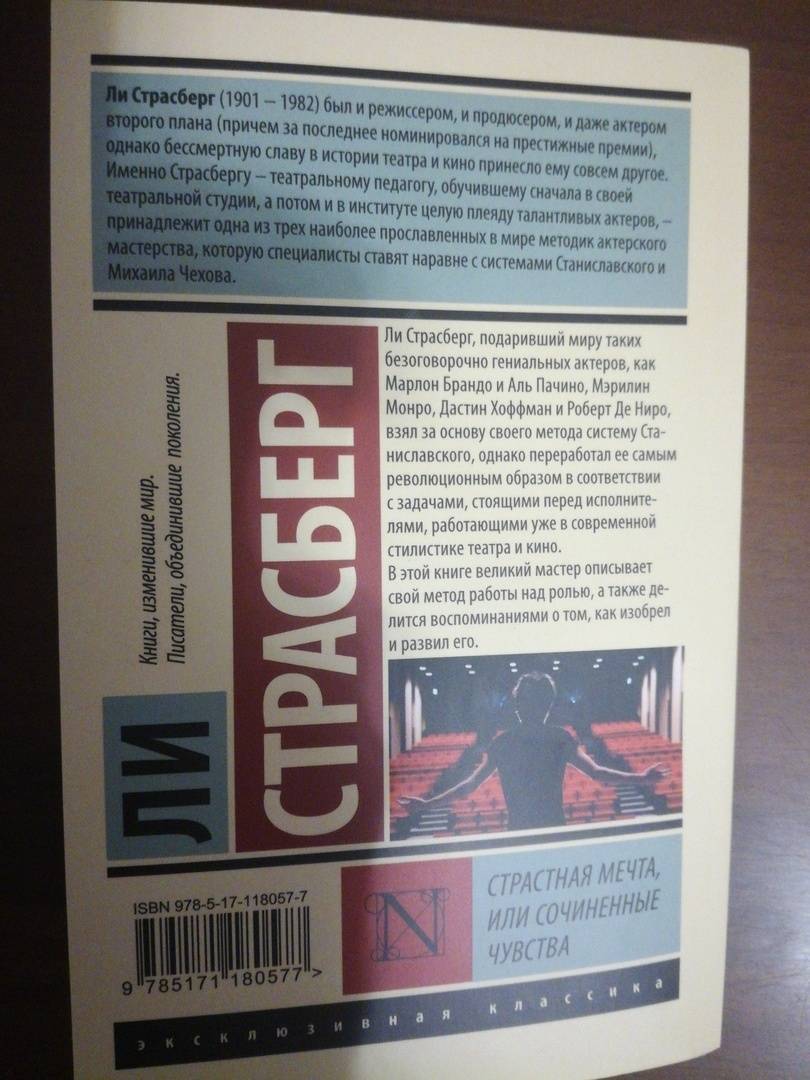 Ли Страсберг (1901 – 1982) был и режиссером, и продюсером, и даже актером
второго плана (причем за последнее номинировался на престижные премии),
однако бессмертную славу в истории театра и кино принесло ему совсем другое.
Именно Страсбергу – театральному педагогу, обучившему сначала в своей
театральной студии, а потом и в институте целую плеяду талантливых актеров, –
принадлежит одна из трех наиболее прославленных в мире методик актерского
мастерства, которую специалисты ставят наравне с системами Станиславского и
Михаила Чехова.
Книги, изменившие мир.
Писатели, объединившие поколения.
ЛИ
СТРАСБЕРГ
Ли Страсберг, подаривший миру таких
безоговорочно гениальных актеров, как
Марлон Брандо и Аль Пачино, Мэрилин
Монро, Дастин Хоффман и Роберт Де Ниро,
взял за основу своего метода систему Ста-
ниславского, однако переработал ее самым
революционным образом в соответствии
с задачами, стоящими перед исполните-
лями, работающими уже в современной
стилистике театра и кино.
В этой книге великий мастер описывает
свой метод работы над ролью, а также де-
лится воспоминаниями о том, как изобрел
и развил его.
ISBN 978-5-17-118057-7
9 785171 180577 >
N
СТРАСТНАЯ МЕЧТА,
ИЛИ СОЧИНЕННЫЕ
ЧУВСТВА
эксклюзивная классика